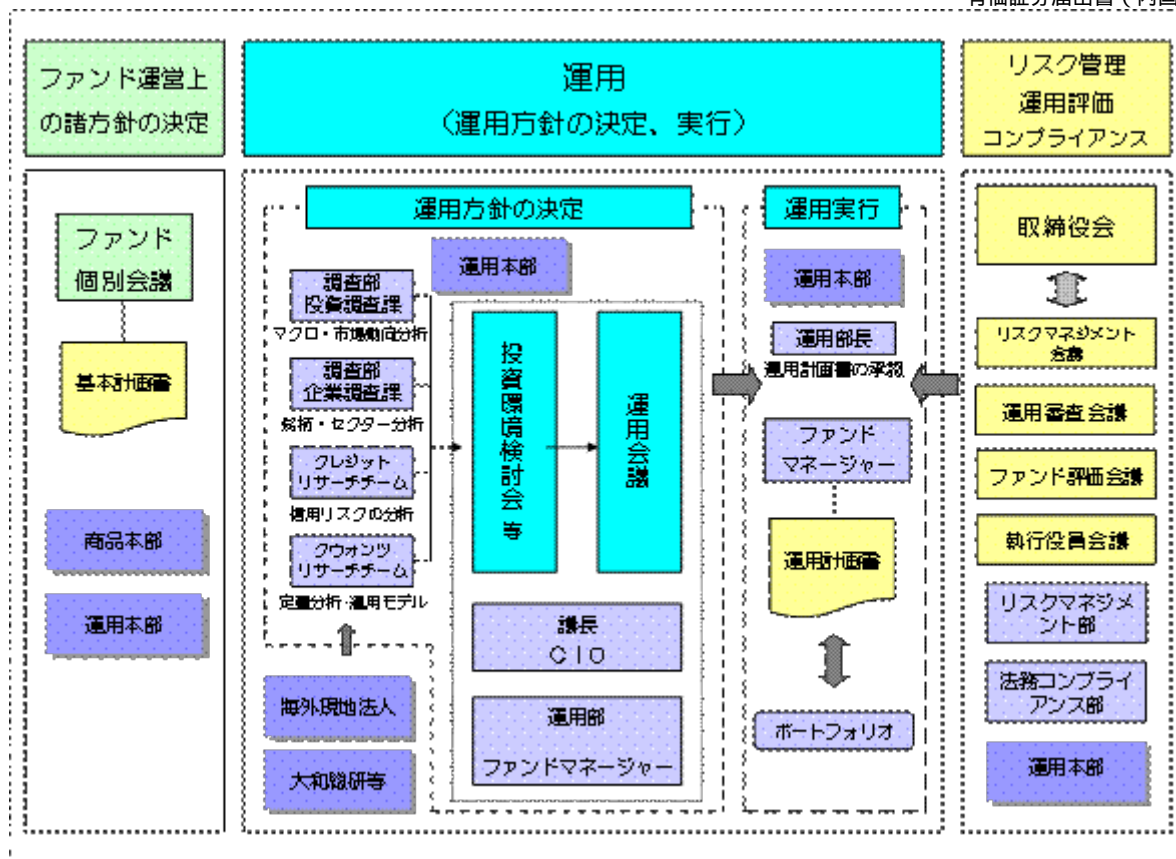 有価証券届出書（内国
ファンド運営上
の諸方針の決定
運用
（運用方針の決定、実行）
リスク管理
運用評価
コンプライアンス
ファンド
個別会議
基本計画書
商品本部
運用本部
運用方針の決定
運用本部
調査部
投資調査課
マクロ・市場動向分析
調査部
企業調査課
銘柄・セクター分析
クレジット
リサーチチーム
信用リスクの分析
クウォンツ
リサーチチーム
定量分析・運用モデル
海外現地法人
大和総研等
投資環境検討会 等
運用会議
議長
ＣＩＯ
運用部
ファンドマネージャー
運用実行
運用本部
運用部長
運用計画書の承認
ファンド
マネージャー
運用計画書
ポートフォリオ
取締役会
リスクマネジメント
会議
運用審査会議
ファンド評価会議
執行役員会議
リスクマネジメ
ント部
法務コンプライ
アンス部
運用本部